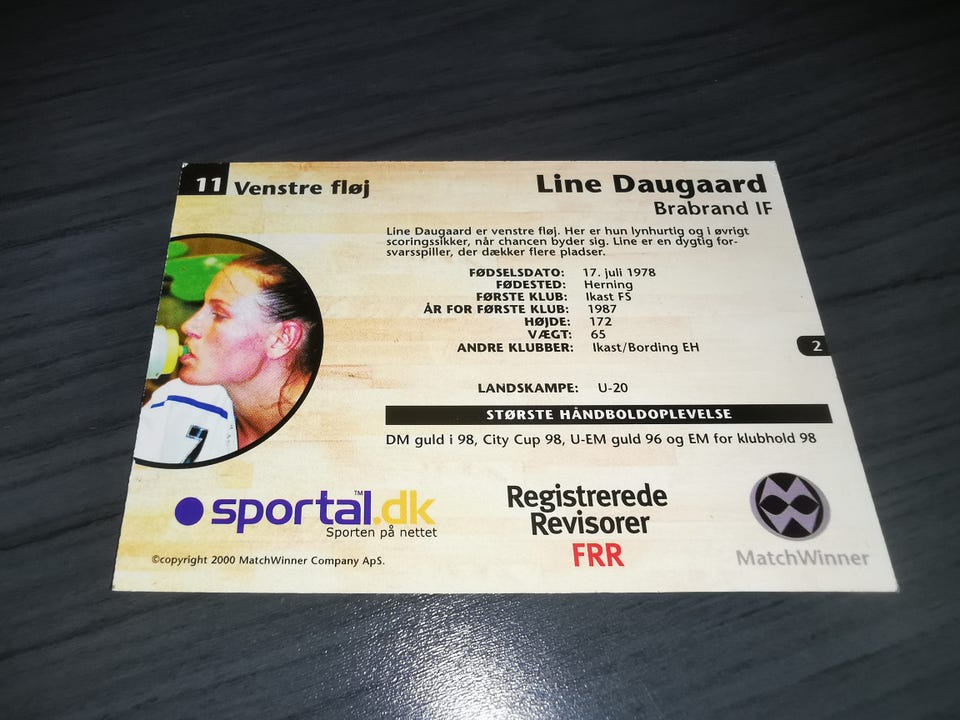 11 Venstre fløj
Line Daugaard
Brabrand IF
Line Daugaard er venstre fløj. Her er hun lynhurtig og i øvrigt
scoringssikker, når chancen byder sig. Line er en dygtig for-
svarsspiller, der dækker flere pladser.
FØDSELSDATO: 17. juli 1978
FØDESTED: Herning
FØRSTE KLUB: Ikast FS
ÅR FOR FØRSTE KLUB: 1987
HØJDE: 172
VÆGT: 65
ANDRE KLUBBER: Ikast/Bording EH
2
LANDSKAMPE: U-20
STØRSTE HÅNDBOLDOPLEVELSE
DM guld i 98, City Cup 98, U-EM guld 96 og EM for klubhold 98
sportal.dk™
Sporten på nettet
Registrerede
Revisorer
FRR
MatchWinner
©copyright 2000 MatchWinner Company ApS.